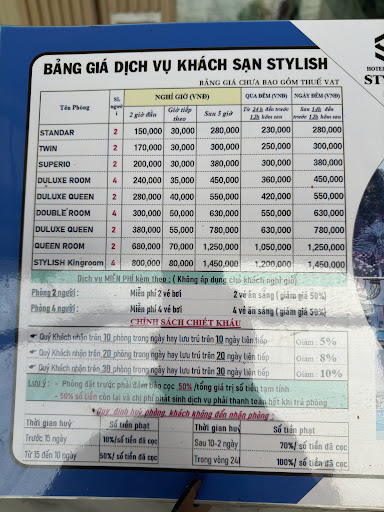 BẢNG GIÁ DỊCH VỤ KHÁCH SẠN STYLISH
HOTEL
ST
BẢNG GIÁ CHƯA BAO GỒM THUẾ VAT
Tên Phòng SL người NGHỈ GIỜ (VNĐ) QUA ĐÊM (VNĐ) NGÀY ĐÊM (VNĐ)
2 giờ đầu Giờ tiếp theo Sau 5 giờ Từ 24h đến trước 12h hôm sau Sau 14h đến trước 12h hôm sau
STANDAR 2 150,000 30,000 280,000 230,000 280,000
TWIN 2 170,000 30,000 300,000 250,000 300,000
SUPERIO 2 200,000 30,000 380,000 300,000 380,000
DULUXE ROOM 4 240,000 35,000 450,000 360,000 450,000
DULUXE QUEEN 2 280,000 40,000 550,000 420,000 550,000
DOUBLE ROOM 4 300,000 50,000 630,000 550,000 630,000
DULUXE QUEEN 2 380,000 55,000 780,000 630,000 780,000
QUEEN ROOM 2 680,000 70,000 1,250,000 1,050,000 1,250,000
STYLISH Kingroom 4 800,000 80,000 1,450,000 1,200,000 1,450,000
Dịch vụ MIỄN PHÍ kèm theo: ( Không áp dụng cho khách nghỉ giờ)
Phòng 2 người : Miễn phí 2 vé bơi 2 vé ăn sáng ( giảm giá 50%)
Phòng 4 người : Miễn phí 4 vé bơi 4 vé ăn sáng ( giảm giá 50%)
CHÍNH SÁCH CHIẾT KHẤU
Quý Khách nhận trên 10 phòng trong ngày hay lưu trú trên 10 ngày liên tiếp Giảm : 5%
Quý khách nhận trên 20 phòng trong ngày hay lưu trú trên 20 ngày liên tiếp Giảm : 8%
Quý khách nhận trên 30 phòng trong ngày hay lưu trú trên 30 ngày liên tiếp Giảm : 10%
Lưu ý : - Phòng đặt trước phải đảm bảo cọc 50% /tổng giá trị số tiền tạm tính
- 50% số tiền còn lại và chi phí phát sinh dịch vụ phải thanh toán hết khi trả phòng
Quy định huỷ phòng, khách không đến nhận phòng :
Thời gian huỷ Số tiền phạt Thời gian huỷ Số tiền phạt
Trước 15 ngày 10%/số tiền đã cọc Sau 10-2 ngày 70%/ số tiền đã cọc
Từ 15 đến 10 ngày 50%/ số tiền đã cọc Trong vòng 24h 100%/ số tiền đã cọc